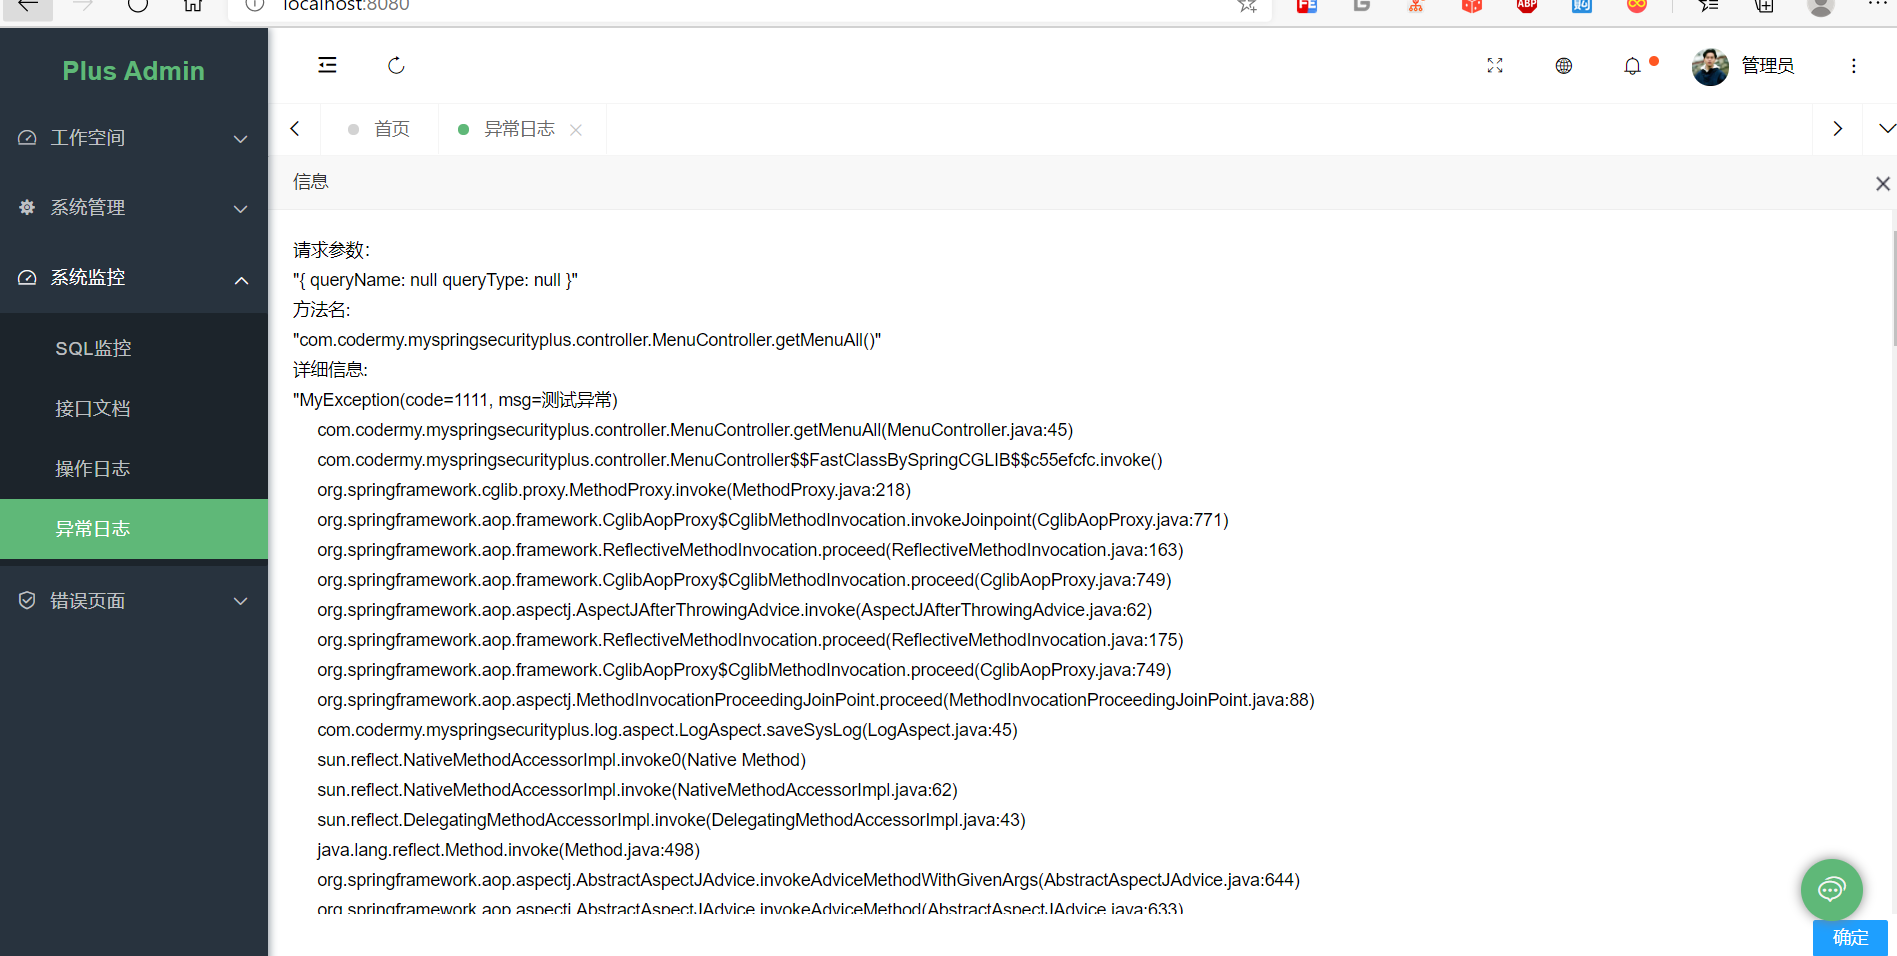 localhost:8080
FE
ABP
购
Plus Admin
管理员
工作空间
首页
异常日志
系统管理
信息
系统监控
请求参数:
"{ queryName: null queryType: null }"
方法名:
"com.codermy.myspringsecurityplus.controller.MenuController.getMenuAll()"
SQL监控
详细信息:
"MyException(code=1111, msg=测试异常)
接口文档
com.codermy.myspringsecurityplus.controller.MenuController.getMenuAll(MenuController.java:45)
com.codermy.myspringsecurityplus.controller.MenuController$$FastClassBySpringCGLIB$$c55efcfc.invoke()
操作日志
org.springframework.cglib.proxy.MethodProxy.invoke(MethodProxy.java:218)
org.springframework.aop.framework.CglibAopProxy$CglibMethodInvocation.invokeJoinpoint(CglibAopProxy.java:771)
异常日志
org.springframework.aop.framework.ReflectiveMethodInvocation.proceed(ReflectiveMethodInvocation.java:163)
org.springframework.aop.framework.CglibAopProxy$CglibMethodInvocation.proceed(CglibAopProxy.java:749)
错误页面
org.springframework.aop.aspectj.AspectJAfterThrowingAdvice.invoke(AspectJAfterThrowingAdvice.java:62)
org.springframework.aop.framework.ReflectiveMethodInvocation.proceed(ReflectiveMethodInvocation.java:175)
org.springframework.aop.framework.CglibAopProxy$CglibMethodInvocation.proceed(CglibAopProxy.java:749)
org.springframework.aop.aspectj.MethodInvocationProceedingJoinPoint.proceed(MethodInvocationProceedingJoinPoint.java:88)
com.codermy.myspringsecurityplus.log.aspect.LogAspect.saveSysLog(LogAspect.java:45)
sun.reflect.NativeMethodAccessorImpl.invoke0(Native Method)
sun.reflect.NativeMethodAccessorImpl.invoke(NativeMethodAccessorImpl.java:62)
sun.reflect.DelegatingMethodAccessorImpl.invoke(DelegatingMethodAccessorImpl.java:43)
java.lang.reflect.Method.invoke(Method.java:498)
org.springframework.aop.aspectj.AbstractAspectJAdvice.invokeAdviceMethodWithGivenArgs(AbstractAspectJAdvice.java:644)
org.springframework.aop.aspectj.AbstractAspectJAdvice.invokeAdviceMethod(AbstractAspectJAdvice.java:633)
确定